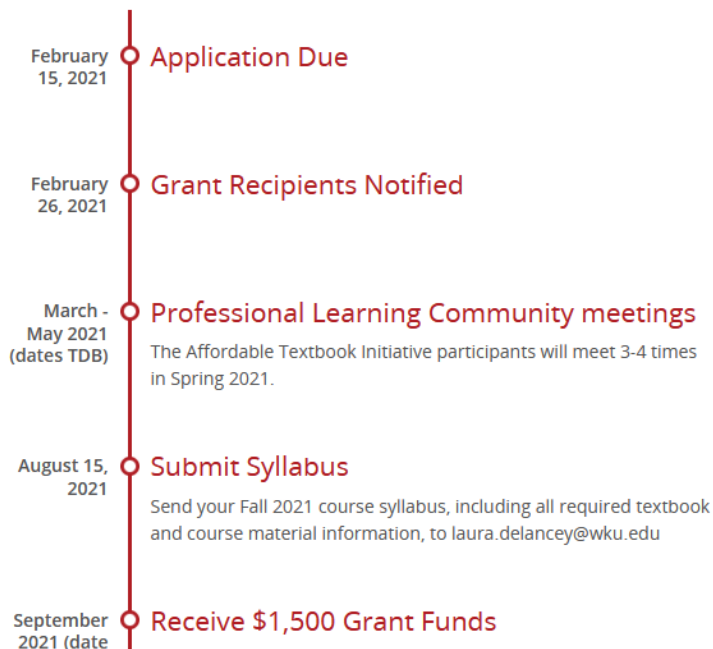 February
15, 2021
Application Due
February
26, 2021
Grant Recipients Notified
March -
May 2021
(dates TDB)
Professional Learning Community meetings
The Affordable Textbook Initiative participants will meet 3-4 times
in Spring 2021.
August 15,
2021
Submit Syllabus
Send your Fall 2021 course syllabus, including all required textbook
and course material information, to laura.delancey@wku.edu
September
2021 (date
Receive $1,500 Grant Funds